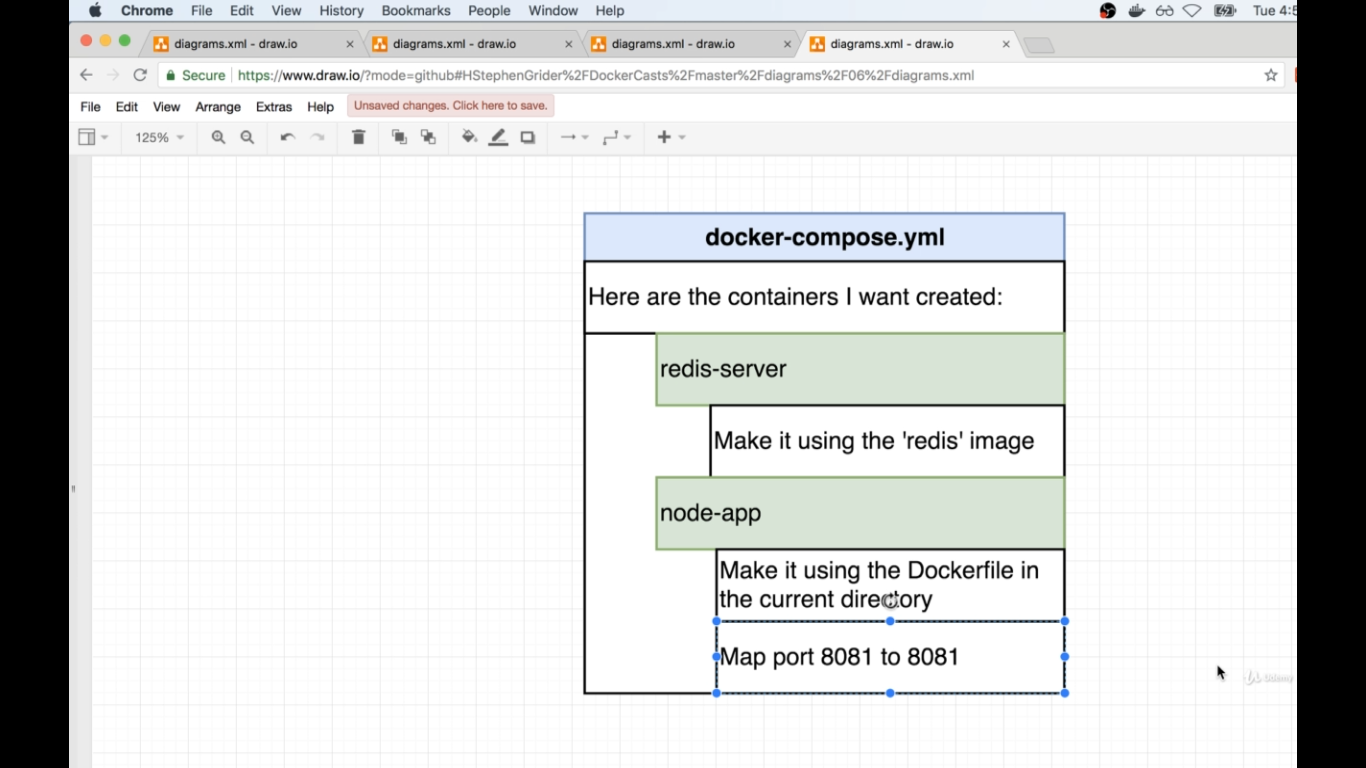 Chrome File Edit View History Bookmarks People Window Help Tue 4:5
diagrams.xml - draw.io diagrams.xml - draw.io diagrams.xml - draw.io diagrams.xml - draw.io
Secure https://www.draw.io/?mode=github#HStephenGrider%2FDockerCasts%2Fmaster%2Fdiagrams%2F06%2Fdiagrams.xml
File Edit View Arrange Extras Help Unsaved changes. Click here to save.
125%
docker-compose.yml
Here are the containers I want created:
redis-server
Make it using the 'redis' image
node-app
Make it using the Dockerfile in
the current directory
Map port 8081 to 8081
Udemy